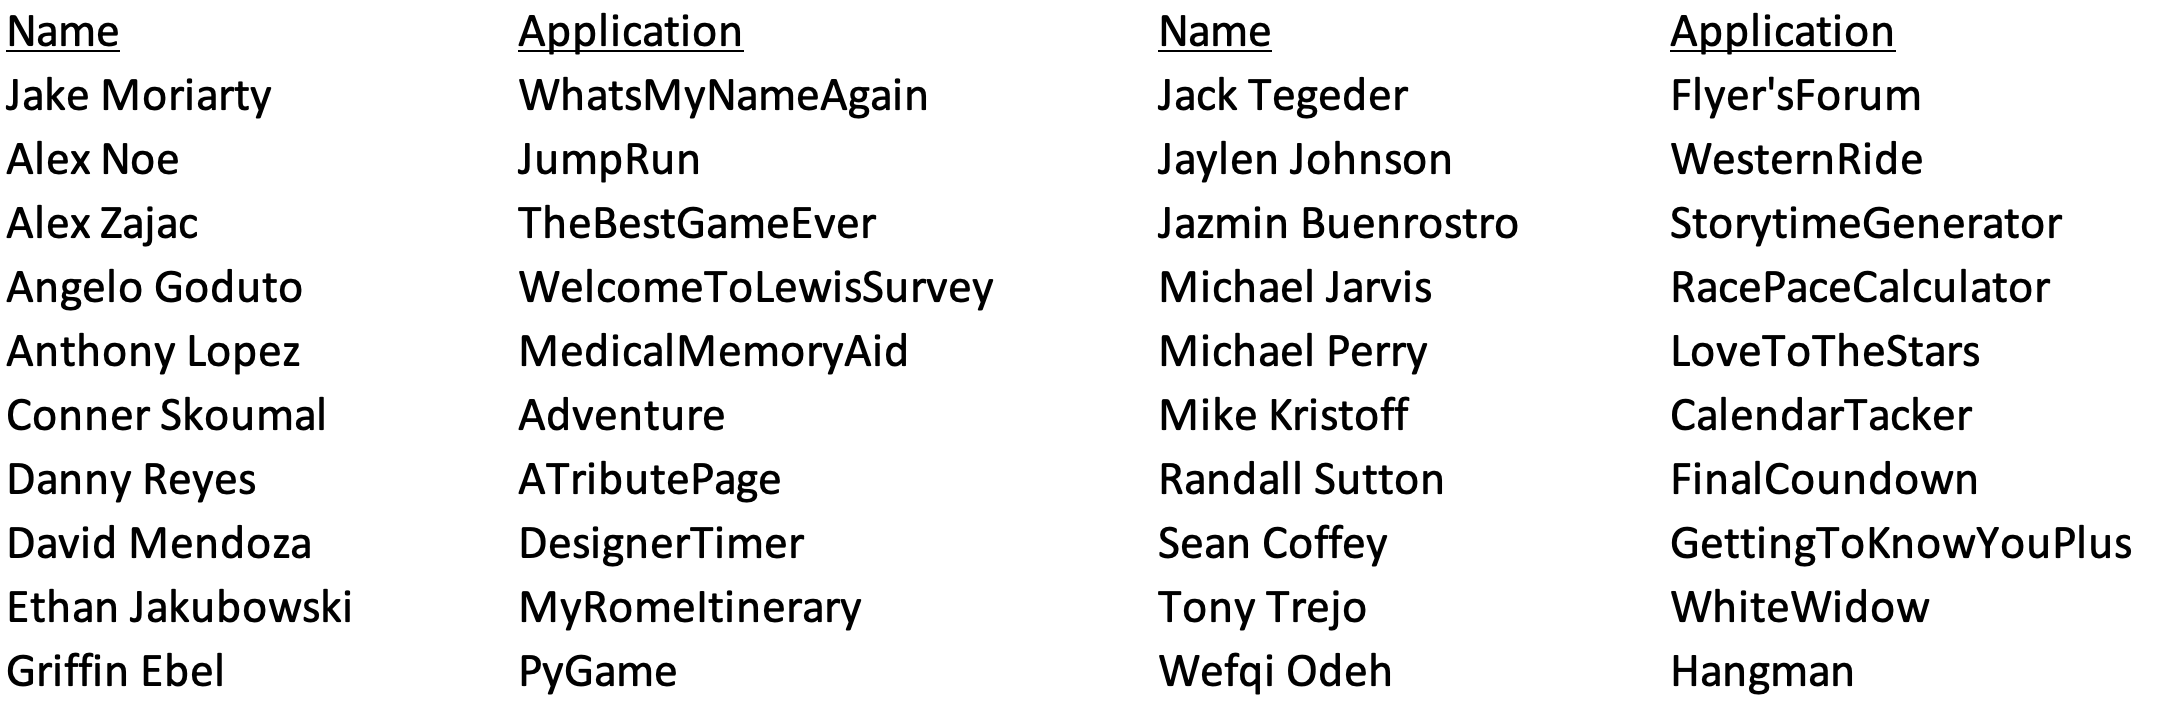 Name Application Name Application
Jake Moriarty WhatsMyNameAgain Jack Tegeder Flyer'sForum
Alex Noe JumpRun Jaylen Johnson WesternRide
Alex Zajac TheBestGameEver Jazmin Buenrostro StorytimeGenerator
Angelo Goduto WelcomeToLewisSurvey Michael Jarvis RacePaceCalculator
Anthony Lopez MedicalMemoryAid Michael Perry LoveToTheStars
Conner Skoumal Adventure Mike Kristoff CalendarTacker
Danny Reyes ATributePage Randall Sutton FinalCoundown
David Mendoza DesignerTimer Sean Coffey GettingToKnowYouPlus
Ethan Jakubowski MyRomeItinerary Tony Trejo WhiteWidow
Griffin Ebel PyGame Wefqi Odeh Hangman